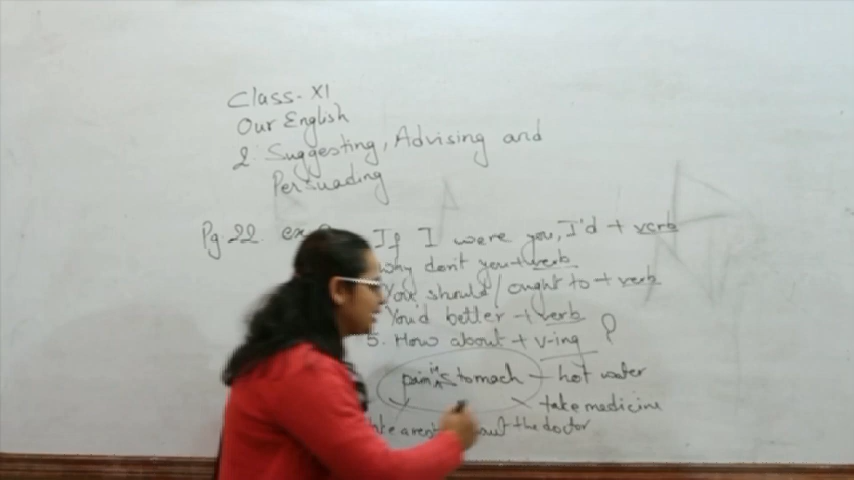 Class-XI
Our English
2 Suggesting, Advising and
Persuading
Pg 22. ex
If I were you, I'd + verb
Why don't you + verb
You should / ought to + verb
You'd better + verb
5. How about + v-ing ?
pain in stomach - hot water
take medicine
the doctor